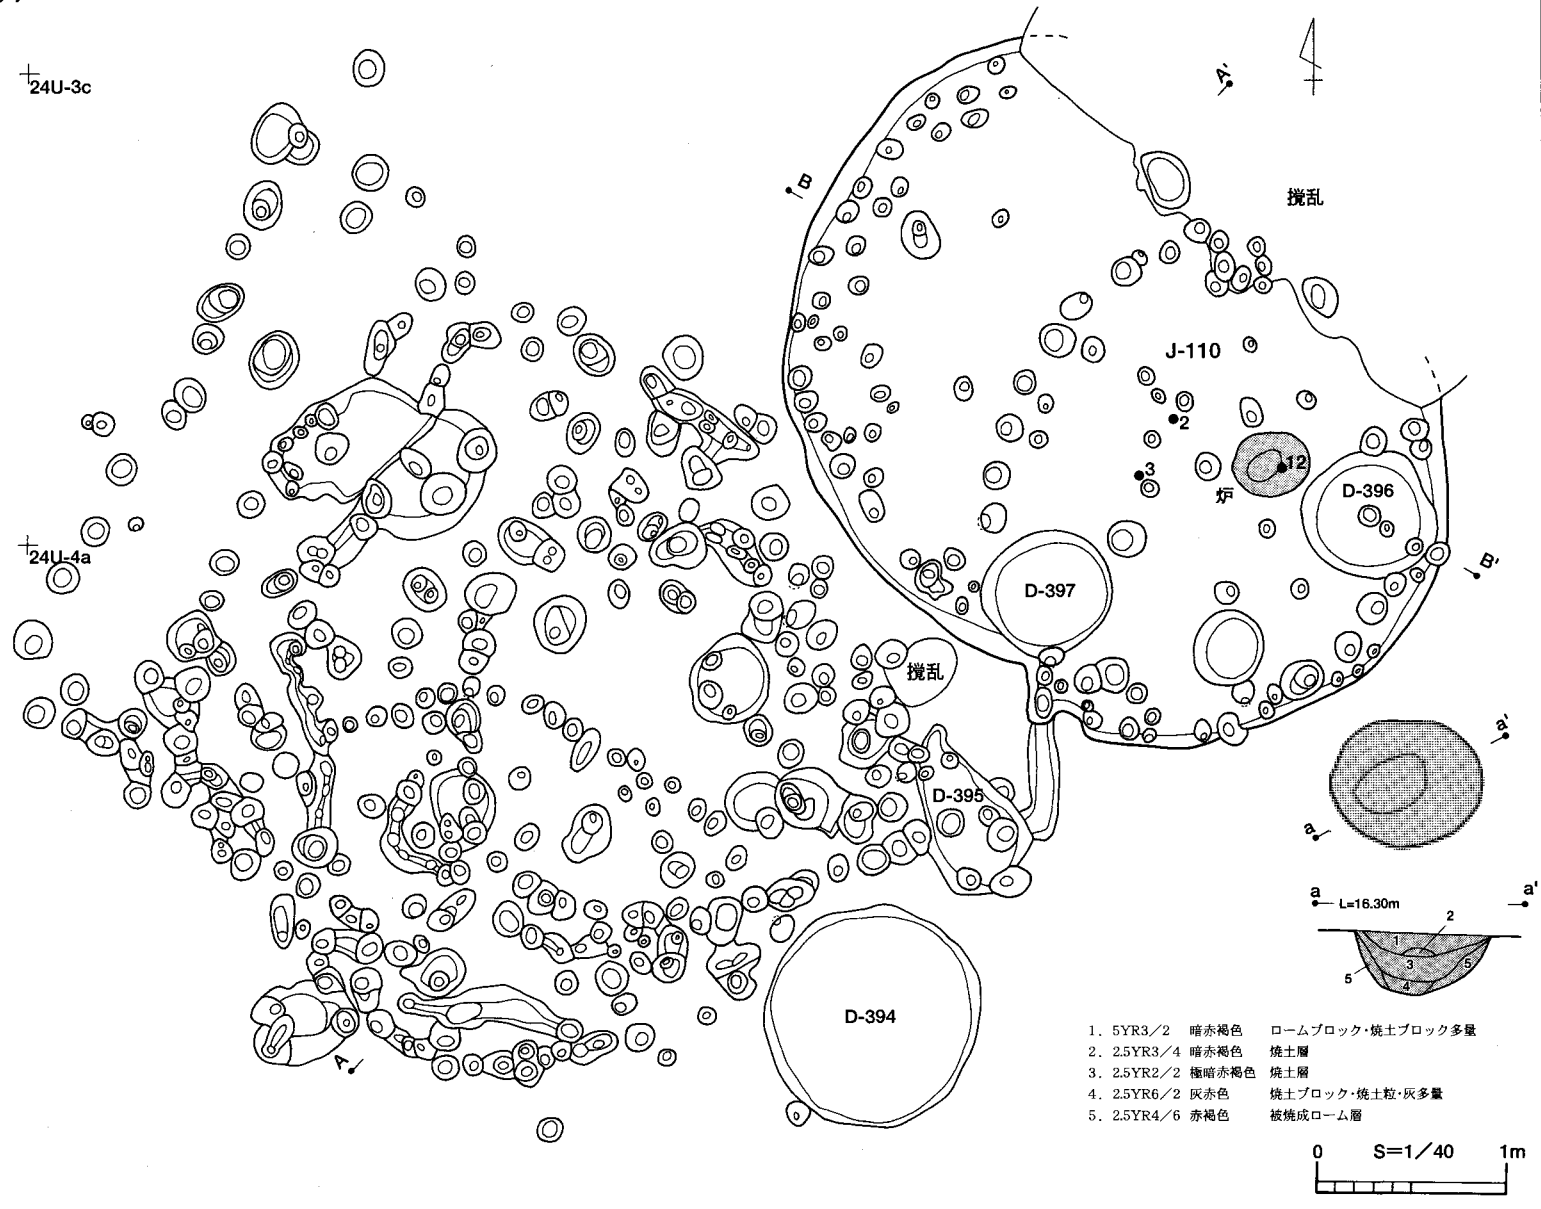 24U-3c
A'
B
攪乱
J-110
2
3
12
炉
D-396
24U-4a
D-397
B'
攪乱
a'
D-395
a
a
a'
L=16.30m
2
1
3
5
5
4
D-394
A
1. 5YR3/2 暗赤褐色 ロームブロック・焼土ブロック多量
2. 2.5YR3/4 暗赤褐色 焼土層
3. 2.5YR2/2 極暗赤褐色 焼土層
4. 2.5YR6/2 灰赤色 焼土ブロック・焼土粒・灰多量
5. 2.5YR4/6 赤褐色 被焼成ローム層
0 S=1/40 1m